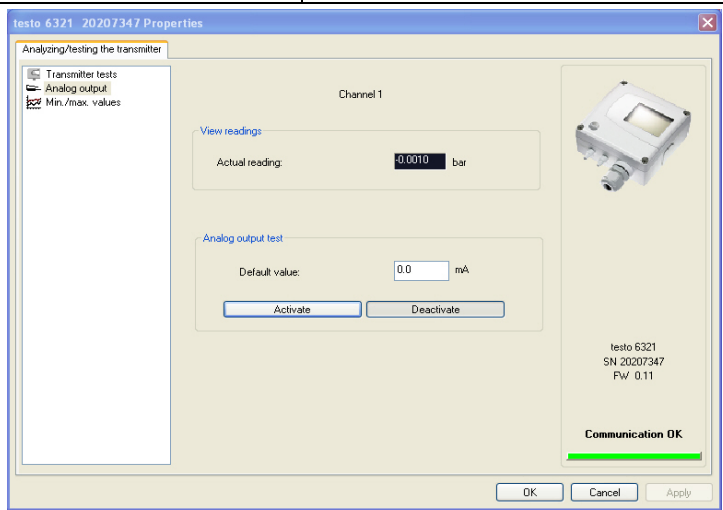 testo 6321 20207347 Properties
Analyzing/testing the transmitter
Transmitter tests
Analog output
Min./max. values
Channel 1
View readings
Actual reading: -0.0010 bar
Analog output test
Default value: 0.0 mA
Activate Deactivate
testo 6321
SN 20207347
FW 0.11
Communication OK
OK Cancel Apply